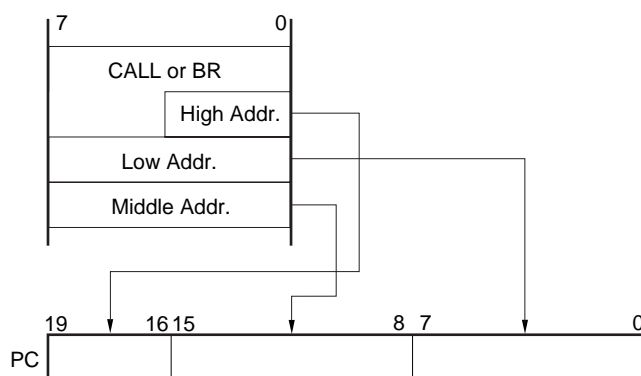 7 0
CALL or BR
High Addr.
Low Addr.
Middle Addr.
19 16 15 8 7 0
PC